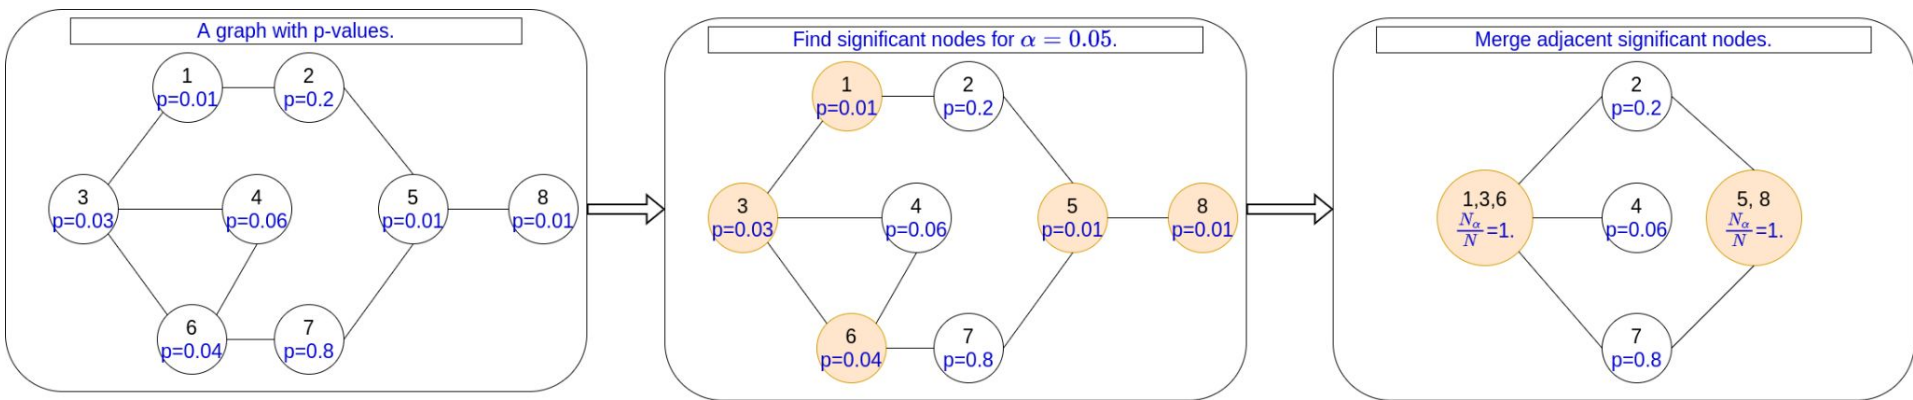 A graph with p-values.
1
p=0.01
2
p=0.2
3
p=0.03
4
p=0.06
5
p=0.01
8
p=0.01
6
p=0.04
7
p=0.8
Find significant nodes for α = 0.05.
1
p=0.01
2
p=0.2
3
p=0.03
4
p=0.06
5
p=0.01
8
p=0.01
6
p=0.04
7
p=0.8
Merge adjacent significant nodes.
2
p=0.2
1,3,6
Nα/N=1.
4
p=0.06
5, 8
Nα/N=1.
7
p=0.8